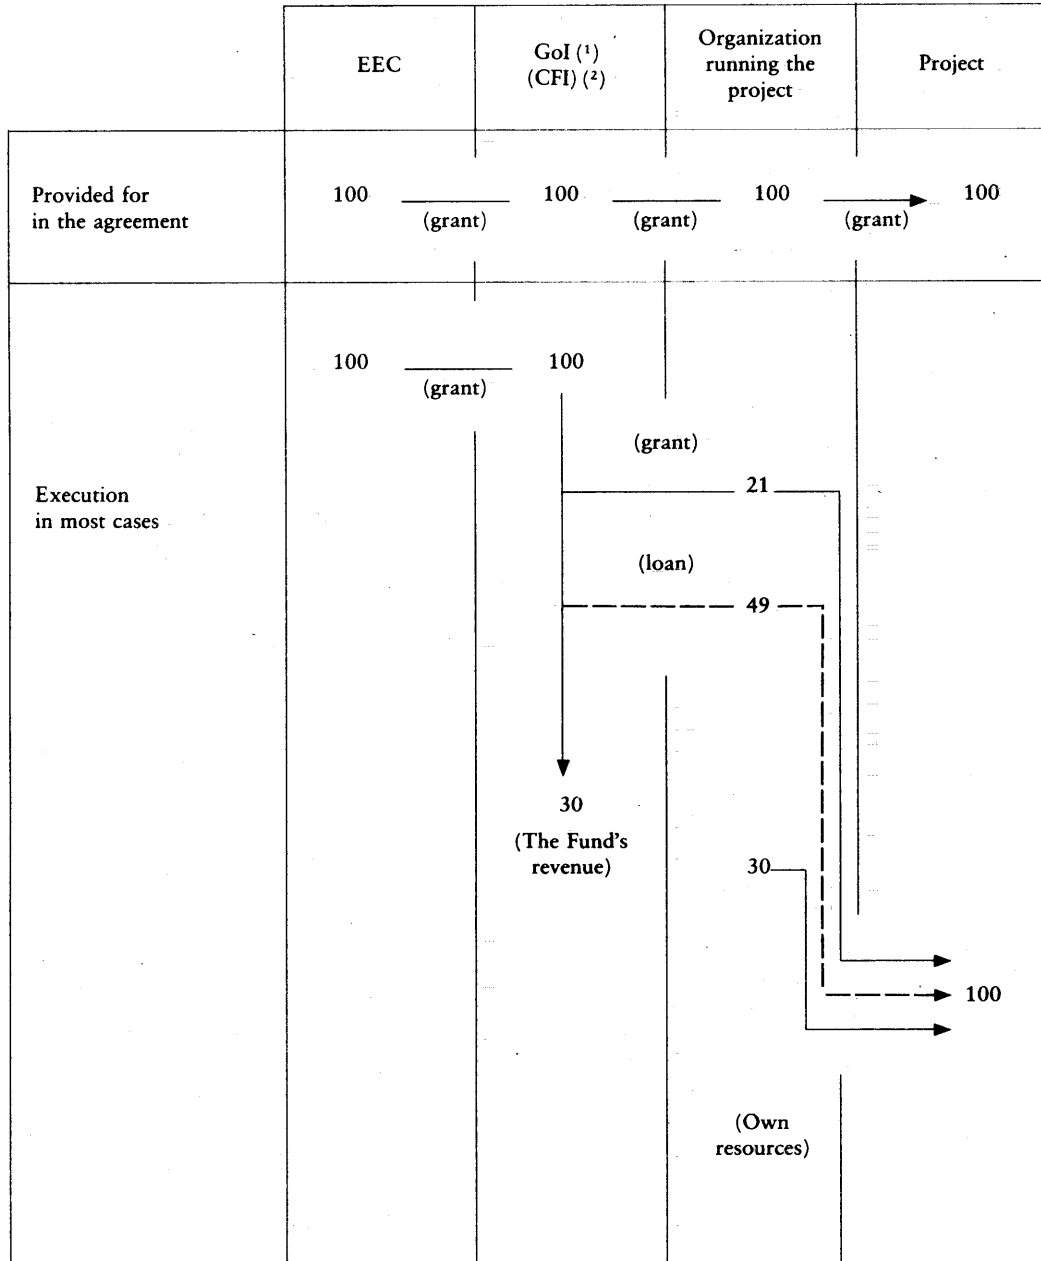 EEC
GoI (¹)
(CFI) (²)
Organization
running the
project
Project
Provided for
in the agreement
100
(grant)
100
(grant)
100
(grant)
100
Execution
in most cases
100
(grant)
100
(grant)
21
(loan)
49
30
(The Fund's
revenue)
30
100
(Own
resources)